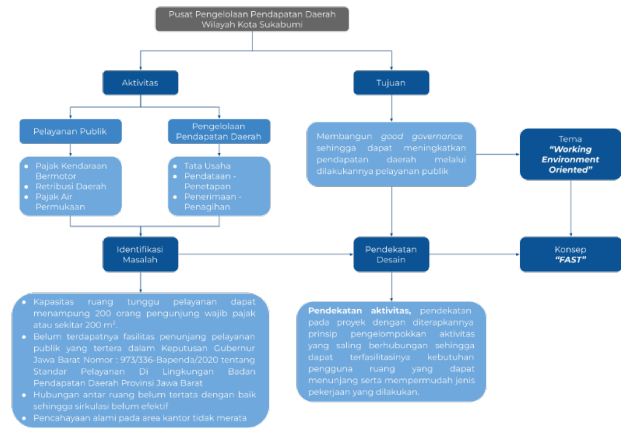 Pusat Pengelolaan Pendapatan Daerah
Wilayah Kota Sukabumi
Aktivitas
Tujuan
Pelayanan Publik
Pengelolaan
Pendapatan Daerah
Pajak Kendaraan
Bermotor
Retribusi Daerah
Pajak Air
Permukaan
Tata Usaha
Pendataan -
Penetapan
Penerimaan -
Penagihan
Membangun good governance
sehingga dapat meningkatkan
pendapatan daerah melalui
dilakukannya pelayanan publik
Tema
"Working
Environment
Oriented"
Identifikasi
Masalah
Pendekatan
Desain
Konsep
"FAST"
Kapasitas ruang tunggu pelayanan dapat
menampung 200 orang pengunjung wajib pajak
atau sekitar 200 m².
Belum terdapatnya fasilitas penunjang pelayanan
publik yang tertera dalam Keputusan Gubernur
Jawa Barat Nomor : 973/336-Bapenda/2020 tentang
Standar Pelayanan Di Lingkungan Badan
Pendapatan Daerah Provinsi Jawa Barat
Hubungan antar ruang belum tertata dengan baik
sehingga sirkulasi belum efektif
Pencahayaan alami pada area kantor tidak merata
Pendekatan aktivitas, pendekatan
pada proyek dengan diterapkannya
prinsip pengelompokkan aktivitas
yang saling berhubungan sehingga
dapat terfasilitasinya kebutuhan
pengguna ruang yang dapat
menunjang serta mempermudah jenis
pekerjaan yang dilakukan.